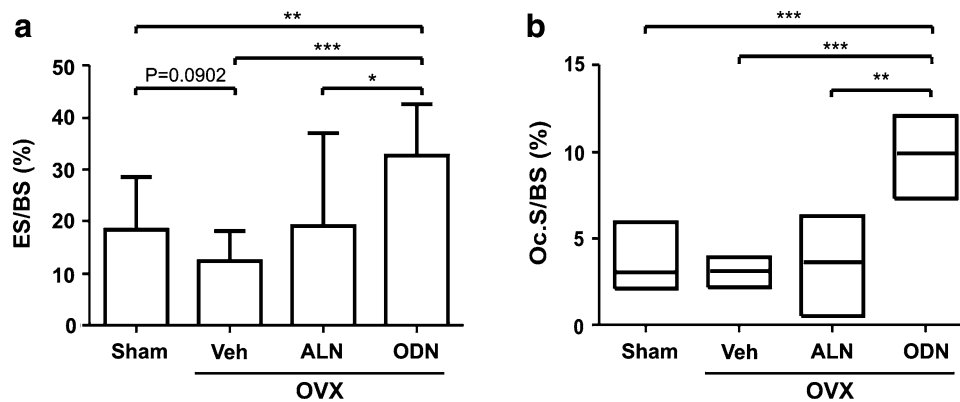 a
**
***
P=0.0902
*
ES/BS (%)
50
40
30
20
10
0
Sham Veh ALN ODN
OVX
b
***
***
**
Oc.S/BS (%)
15
10
5
0
Sham Veh ALN ODN
OVX